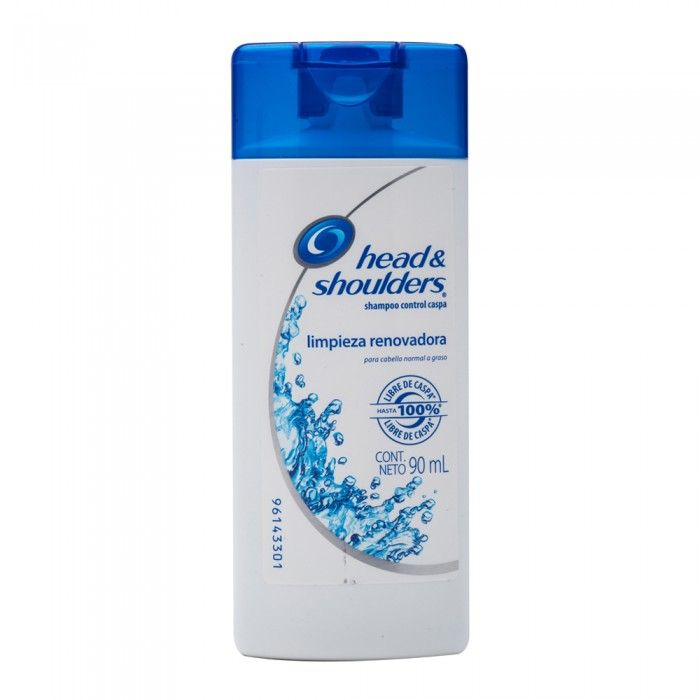 head &
shoulders®
shampoo control caspa
limpieza renovadora
para cabello normal a graso
LIBRE DE CASPA*
HASTA 100%*
LIBRE DE CASPA*
CONT.
NETO 90 mL
96143301